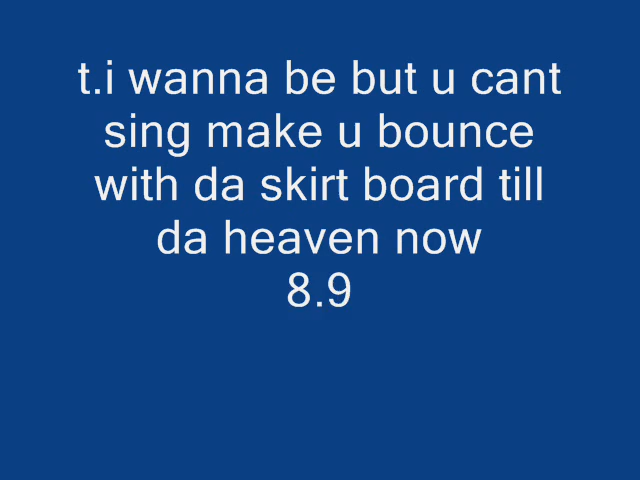 t.i wanna be but u cant
sing make u bounce
with da skirt board till
da heaven now
8.9